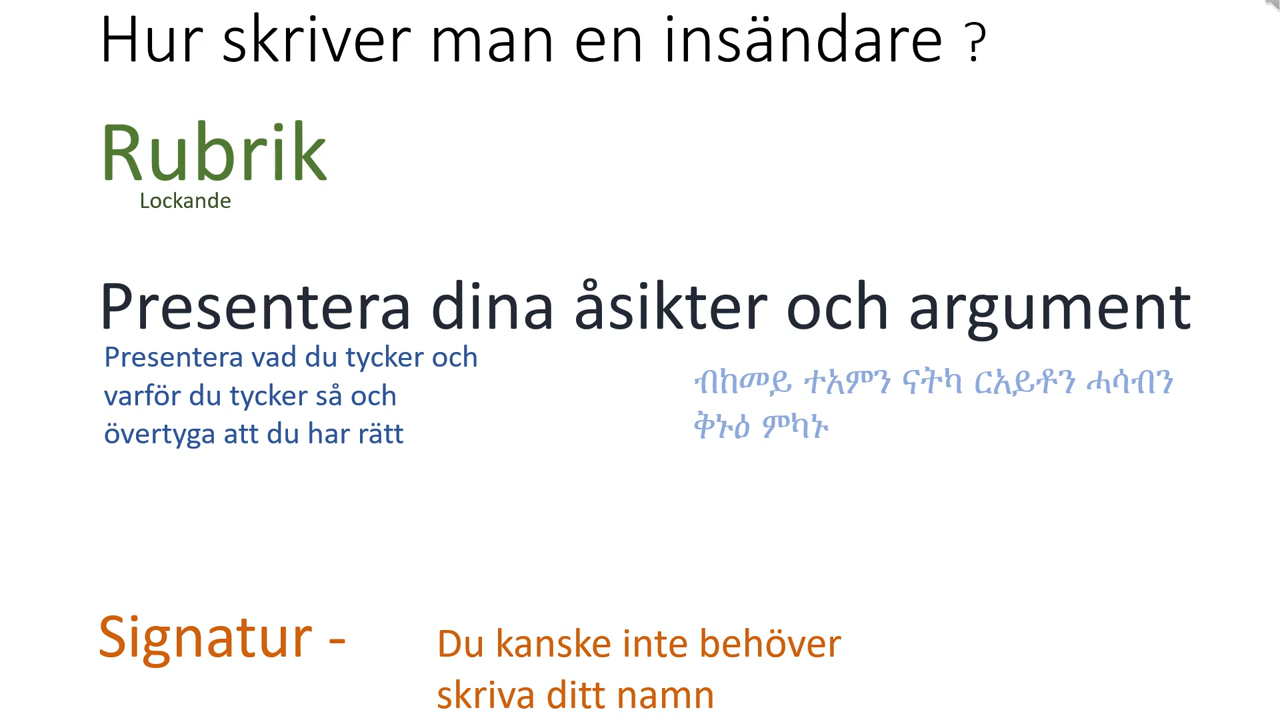 Hur skriver man en insändare ?
Rubrik
Lockande
Presentera dina åsikter och argument
Presentera vad du tycker och
varför du tycker så och
övertyga att du har rätt
ብከመይ ተአምን ናትካ ርአይቶን ሓሳብን
ቅኑዕ ምካኑ
Signatur -
Du kanske inte behöver
skriva ditt namn